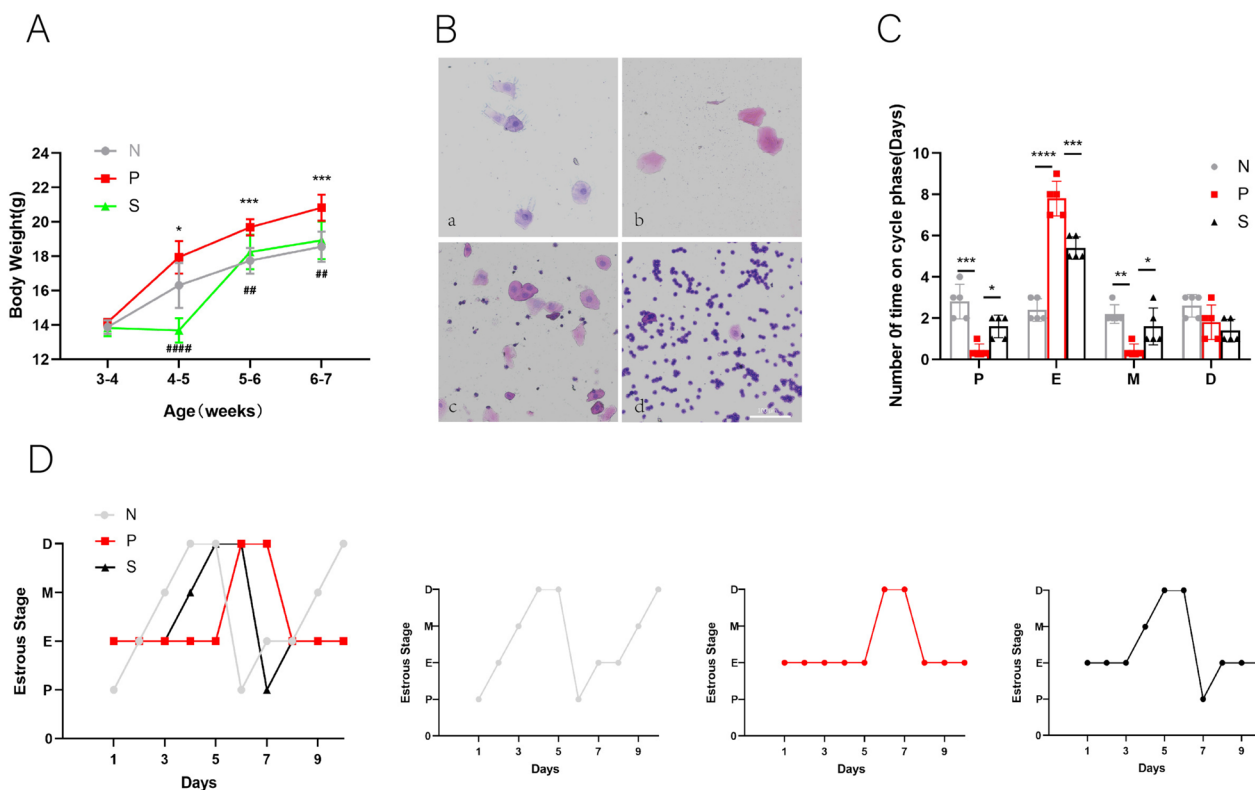 A
B
C
N
P
S
Body Weight(g)
24
22
20
18
16
14
12
*
***
***
####
##
##
3-4
4-5
5-6
6-7
Age(weeks)
a
b
c
d
Number 0f time on cycle phase(Days)
10
8
6
4
2
0
***
*
****
***
**
*
N
P
S
P
E
M
D
D
N
P
S
Estrous Stage
D
M
E
P
0
1
3
5
7
9
Days
Estrous Stage
D
M
E
P
0
1
3
5
7
9
Days
Estrous Stage
D
M
E
P
0
1
3
5
7
9
Days
Estrous Stage
D
M
E
P
0
1
3
5
7
9
Days